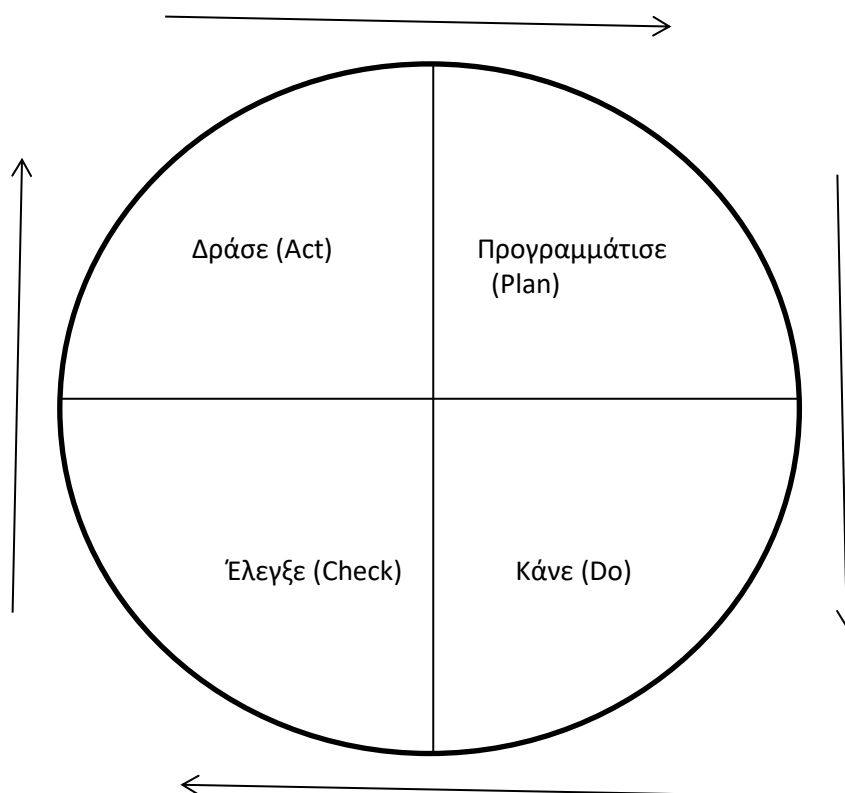 Δράσε (Act)
Προγραμμάτισε
(Plan)
Έλεγξε (Check)
Κάνε (Do)